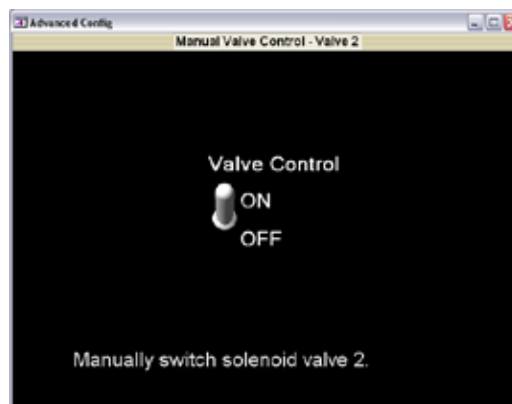 Advanced Config
Manual Valve Control - Valve 2
Valve Control
ON
OFF
Manually switch solenoid valve 2.